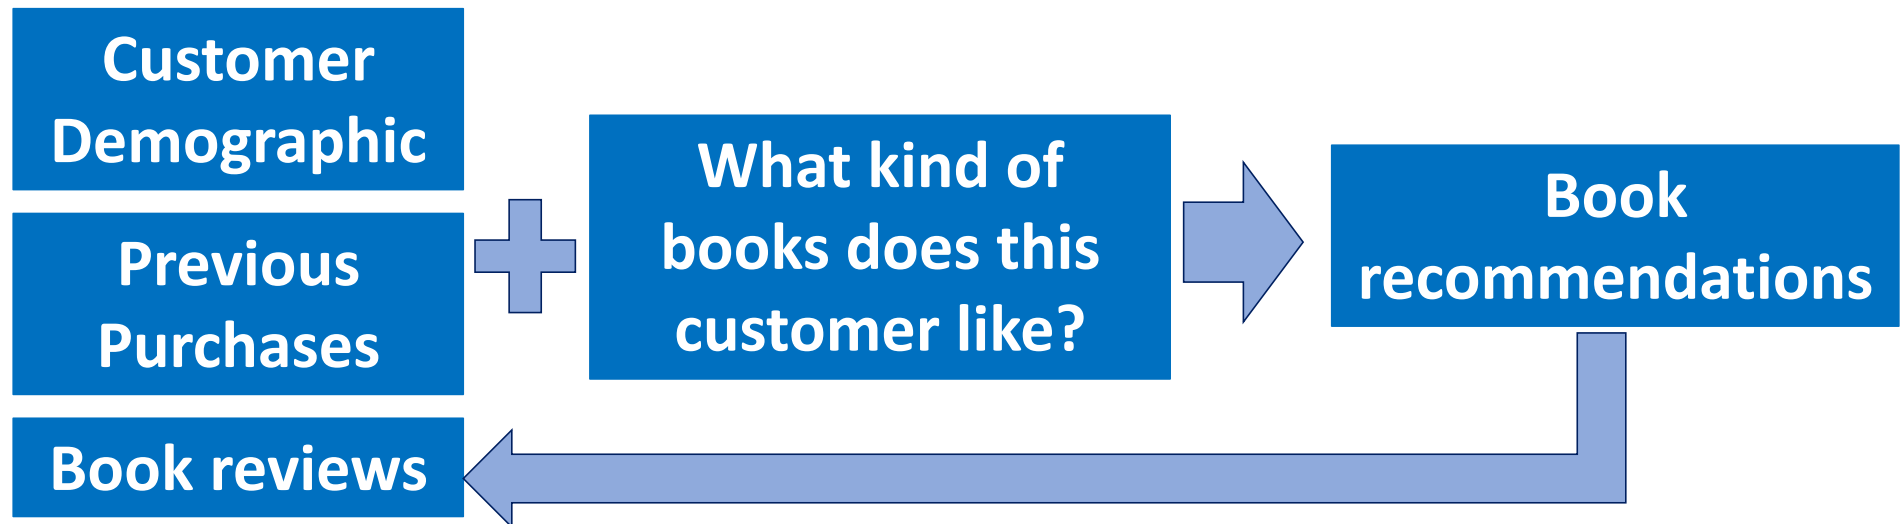 Customer
Demographic
Previous
Purchases
Book reviews
What kind of
books does this
customer like?
Book
recommendations